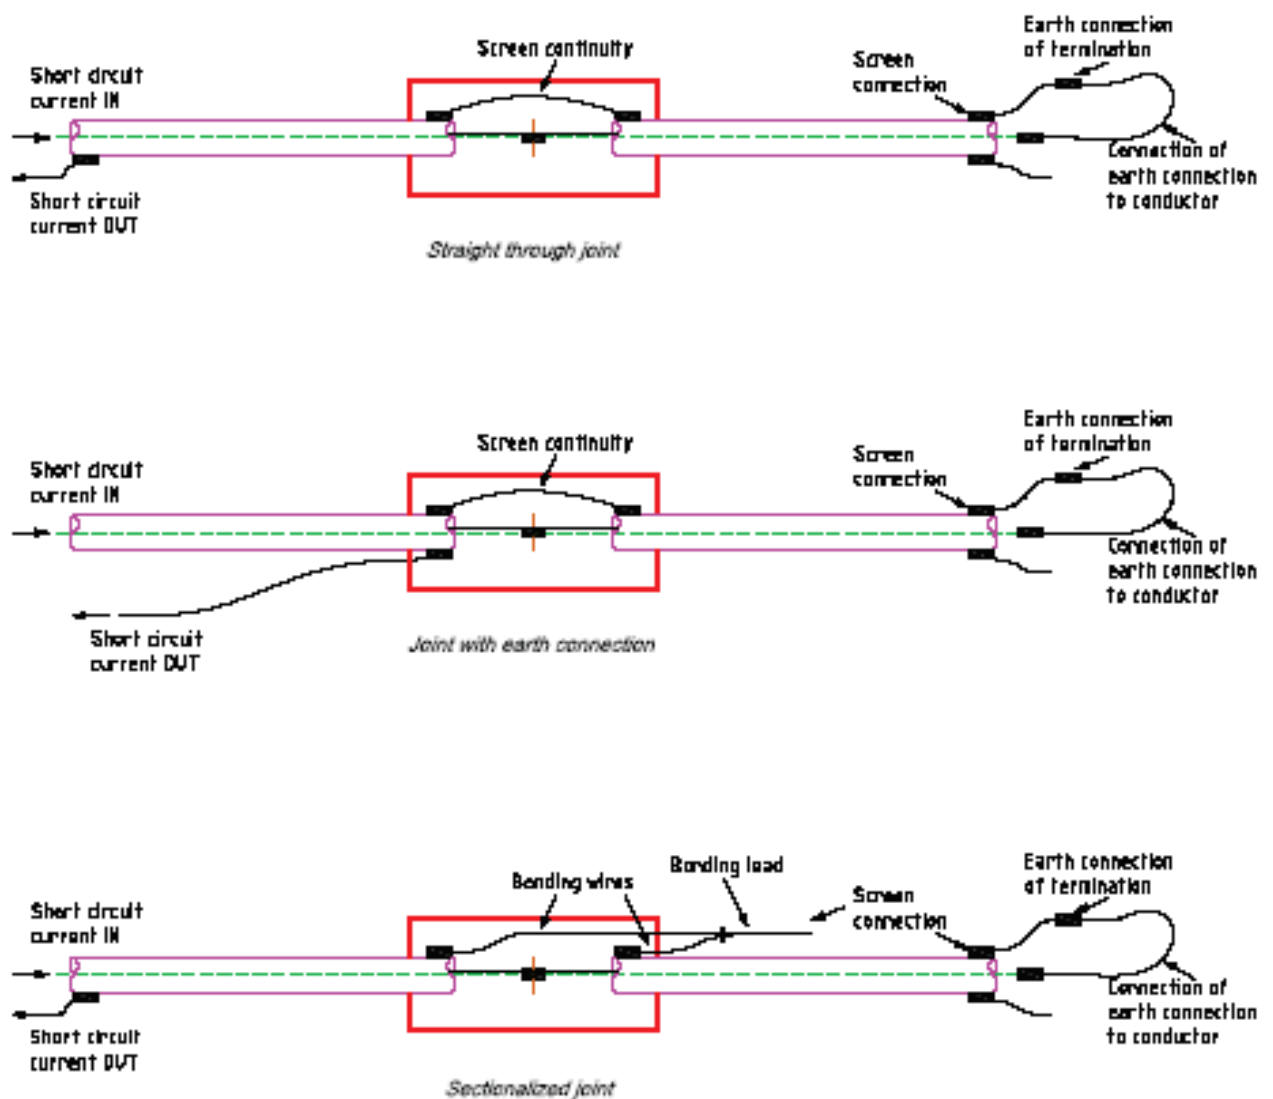 Earth connection
of termination
Screen continuity
Screen
connection
Short circuit
current IN
Connection of
earth connection
to conductor
Short circuit
current OUT
Straight through joint
Earth connection
of termination
Screen continuity
Screen
connection
Short circuit
current IN
Connection of
earth connection
to conductor
Short circuit
current OUT
Joint with earth connection
Bonding lead
Earth connection
of termination
Bonding wires
Screen
connection
Short circuit
current IN
Connection of
earth connection
to conductor
Short circuit
current OUT
Sectionalized joint